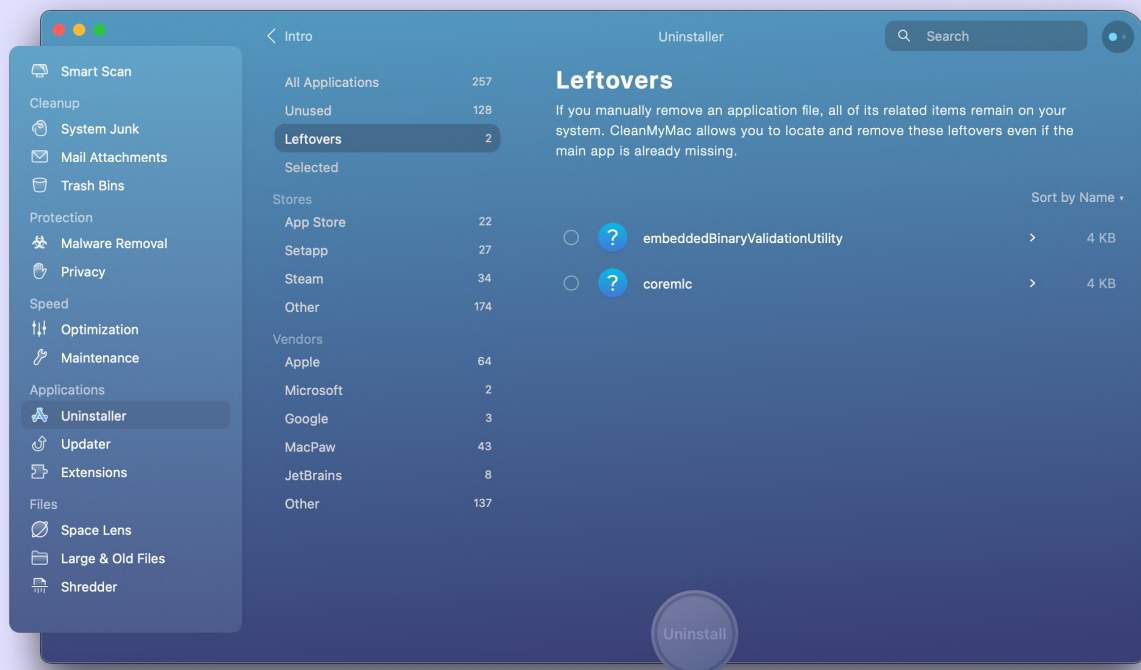 Smart Scan
Cleanup
System Junk
Mail Attachments
Trash Bins
Protection
Malware Removal
Privacy
Speed
Optimization
Maintenance
Applications
Uninstaller
Updater
Extensions
Files
Space Lens
Large & Old Files
Shredder
Intro
All Applications 257
Unused 128
Leftovers 2
Selected
Stores
App Store 22
Setapp 27
Steam 34
Other 174
Vendors
Apple 64
Microsoft 2
Google 3
MacPaw 43
JetBrains 8
Other 137
Uninstaller
Search
Leftovers
If you manually remove an application file, all of its related items remain on your
system. CleanMyMac allows you to locate and remove these leftovers even if the
main app is already missing.
Sort by Name
? embeddedBinaryValidationUtility 4 KB
? coremlc 4 KB
Uninstall